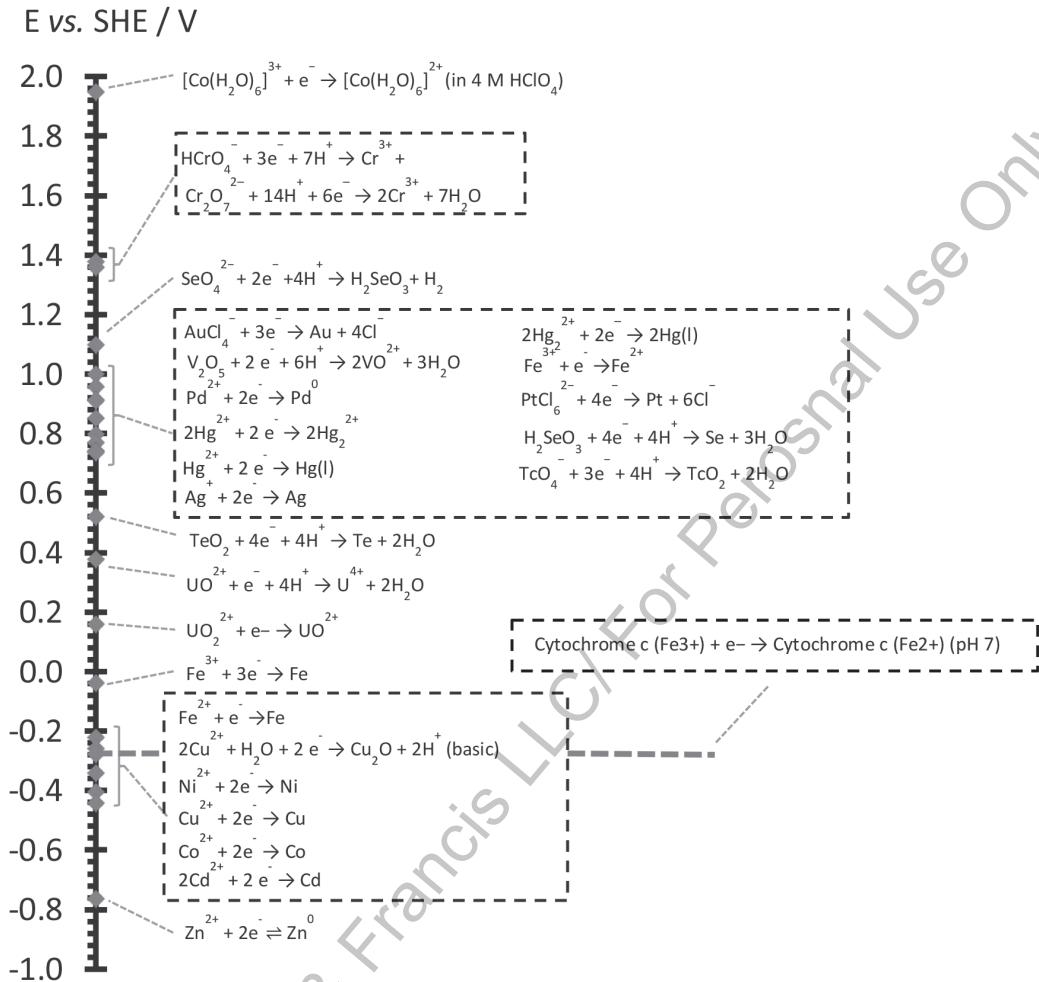 E vs. SHE / V
2.0
1.8
1.6
1.4
1.2
1.0
0.8
0.6
0.4
0.2
0.0
-0.2
-0.4
-0.6
-0.8
-1.0
[Co(H₂O)₆]³⁺ + e⁻ → [Co(H₂O)₆]²⁺ (in 4 M HClO₄)
HCrO₄⁻ + 3e⁻ + 7H⁺ → Cr³⁺ +
Cr₂O₇²⁻ + 14H⁺ + 6e⁻ → 2Cr³⁺ + 7H₂O
SeO₄²⁻ + 2e⁻ +4H⁺ → H₂SeO₃ + H₂
AuCl₄⁻ + 3e⁻ → Au + 4Cl⁻
V₂O₅ + 2 e⁻ + 6H⁺ → 2VO²⁺ + 3H₂O
Pd²⁺ + 2e⁻ → Pd⁰
2Hg²⁺ + 2 e⁻ → 2Hg₂²⁺
Hg²⁺ + 2 e⁻ → Hg(l)
Ag⁺ + 2e⁻ → Ag
2Hg₂²⁺ + 2e⁻ → 2Hg(l)
Fe³⁺ + e⁻ →Fe²⁺
PtCl₆²⁻ + 4e⁻ → Pt + 6Cl⁻
H₂SeO₃ + 4e⁻ + 4H⁺ → Se + 3H₂O
TcO₄⁻ + 3e⁻ + 4H⁺ → TcO₂ + 2H₂O
TeO₂ + 4e⁻ + 4H⁺ → Te + 2H₂O
UO²⁺ + e⁻ + 4H⁺ → U⁴⁺ + 2H₂O
UO₂²⁺ + e– → UO²⁺
Cytochrome c (Fe3+) + e– → Cytochrome c (Fe2+) (pH 7)
Fe³⁺ + 3e⁻ → Fe
Fe²⁺ + e⁻ →Fe
2Cu²⁺ + H₂O + 2 e⁻ → Cu₂O + 2H⁺ (basic)
Ni²⁺ + 2e⁻ → Ni
Cu²⁺ + 2e⁻ → Cu
Co²⁺ + 2e⁻ → Co
2Cd²⁺ + 2 e⁻ → Cd
Zn²⁺ + 2e⁻ ⇌ Zn⁰
Francis LLC/ For Perosnal Use Only